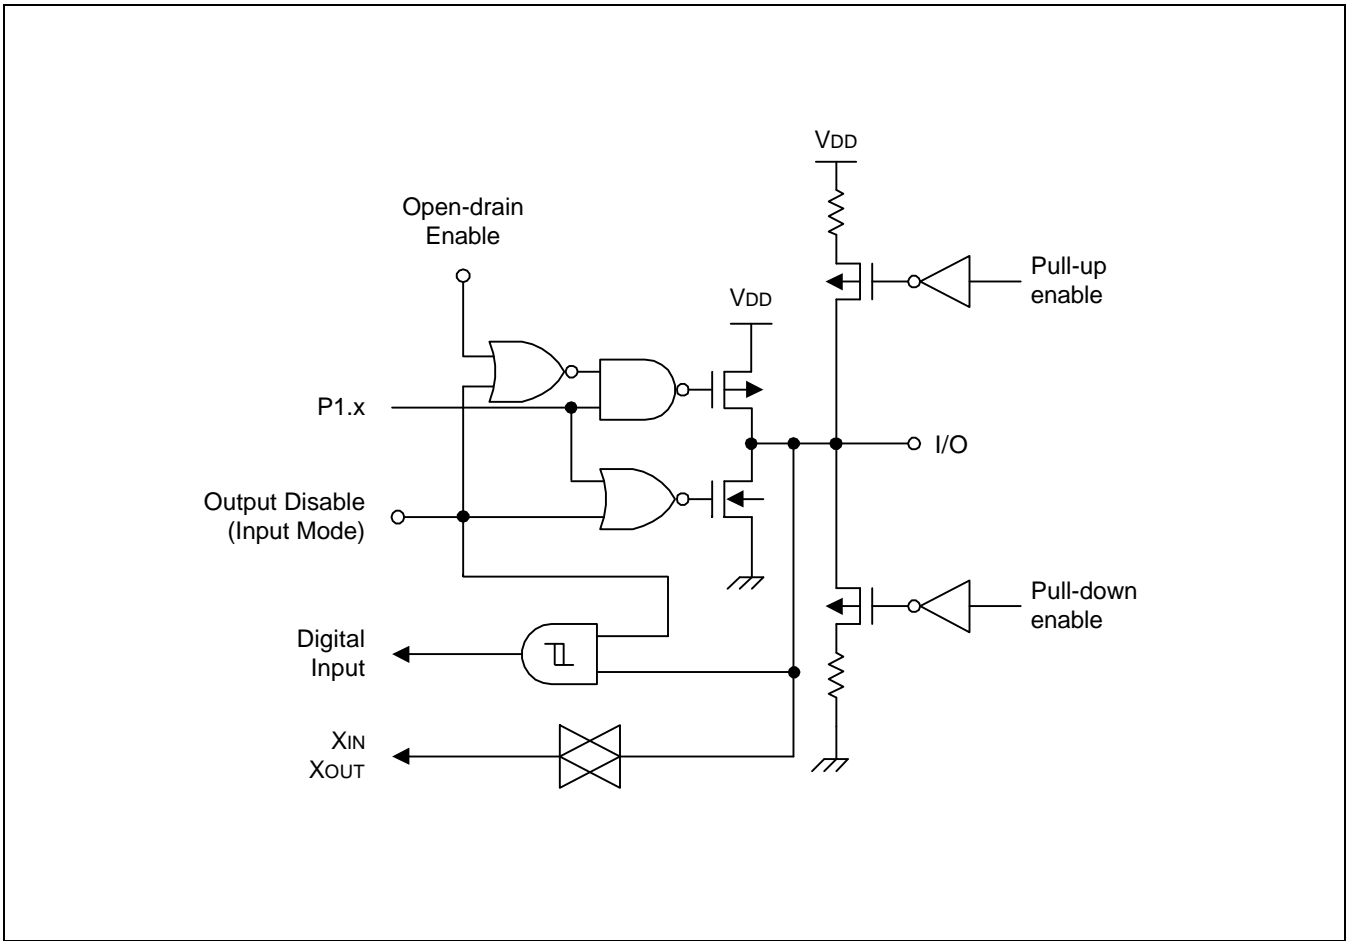 VDD
Open-drain
Enable
Pull-up
enable
VDD
P1.x
I/O
Output Disable
(Input Mode)
Pull-down
enable
Digital
Input
XIN
XOUT